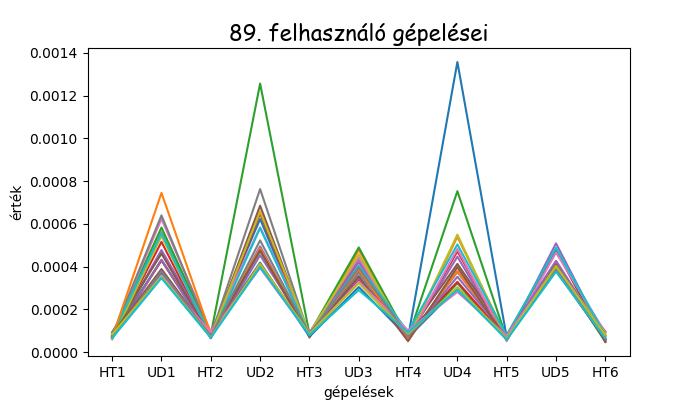 89. felhasználó gépelései
0.0014
0.0012
0.0010
0.0008
0.0006
0.0004
0.0002
0.0000
érték
HT1 UD1 HT2 UD2 HT3 UD3 HT4 UD4 HT5 UD5 HT6
gépelések